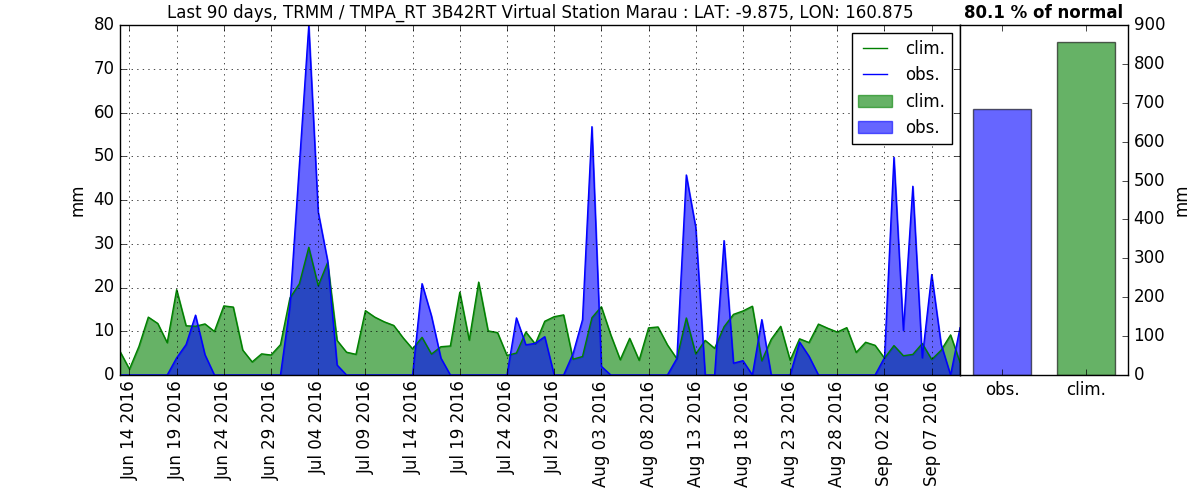 Last 90 days, TRMM / TMPA_RT 3B42RT Virtual Station Marau : LAT: -9.875, LON: 160.875
80.1 % of normal
80
70
60
50
40
30
20
10
0
mm
clim.
obs.
clim.
obs.
900
800
700
600
500
400
300
200
100
0
mm
Jun 14 2016
Jun 19 2016
Jun 24 2016
Jun 29 2016
Jul 04 2016
Jul 09 2016
Jul 14 2016
Jul 19 2016
Jul 24 2016
Jul 29 2016
Aug 03 2016
Aug 08 2016
Aug 13 2016
Aug 18 2016
Aug 23 2016
Aug 28 2016
Sep 02 2016
Sep 07 2016
obs.
clim.